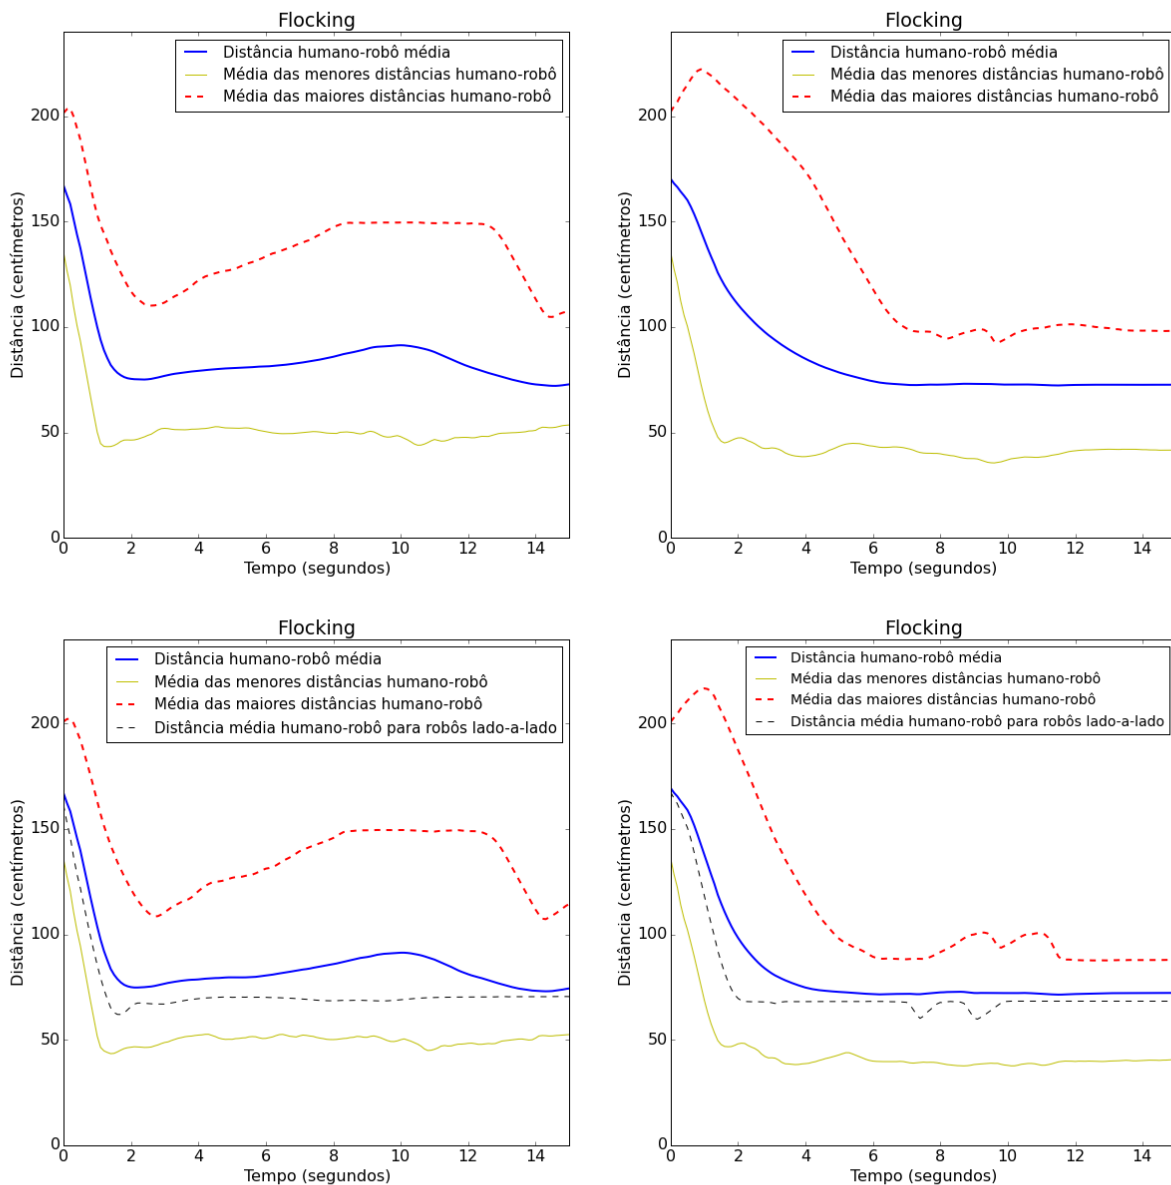 Flocking
Distância humano-robô média
Média das menores distâncias humano-robô
Média das maiores distâncias humano-robô
Distância (centímetros)
200
150
100
50
0
0 2 4 6 8 10 12 14
Tempo (segundos)
Flocking
Distância humano-robô média
Média das menores distâncias humano-robô
Média das maiores distâncias humano-robô
Distância (centímetros)
200
150
100
50
0
0 2 4 6 8 10 12 14
Tempo (segundos)
Flocking
Distância humano-robô média
Média das menores distâncias humano-robô
Média das maiores distâncias humano-robô
Distância média humano-robô para robôs lado-a-lado
Distância (centímetros)
200
150
100
50
0
0 2 4 6 8 10 12 14
Tempo (segundos)
Flocking
Distância humano-robô média
Média das menores distâncias humano-robô
Média das maiores distâncias humano-robô
Distância média humano-robô para robôs lado-a-lado
Distância (centímetros)
200
150
100
50
0
0 2 4 6 8 10 12 14
Tempo (segundos)